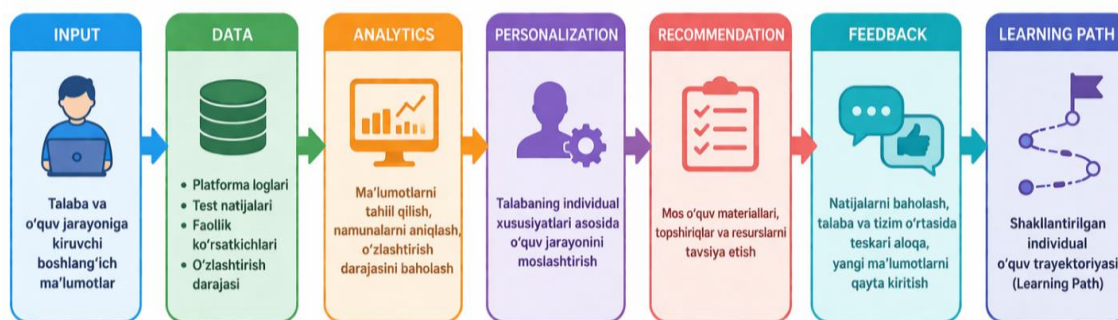 INPUT
Talaba va
o‘quv jarayoniga
kiruvchi
boshlang‘ich
ma’lumotlar
DATA
• Platforma loglari
• Test natijalari
• Faollik
ko‘rsatkichlari
• O‘zlashtirish
darajasi
ANALYTICS
Ma’lumotlarni
tahlil qilish,
namunalarni aniqlash,
o‘zlashtirish
darajasini baholash
PERSONALIZATION
Talabaning individual
xususiyatlari asosida
o‘quv jarayonini
moslashtirish
RECOMMENDATION
Mos o‘quv materiallari,
topshiriqlar va resurslarni
tavsiya etish
FEEDBACK
Natijalarni baholash,
talaba va tizim o‘rtasida
teskari aloqa,
yangi ma’lumotlarni
qayta kiritish
LEARNING PATH
Shakllantirilgan
individual
o‘quv trayektoriyasi
(Learning Path)